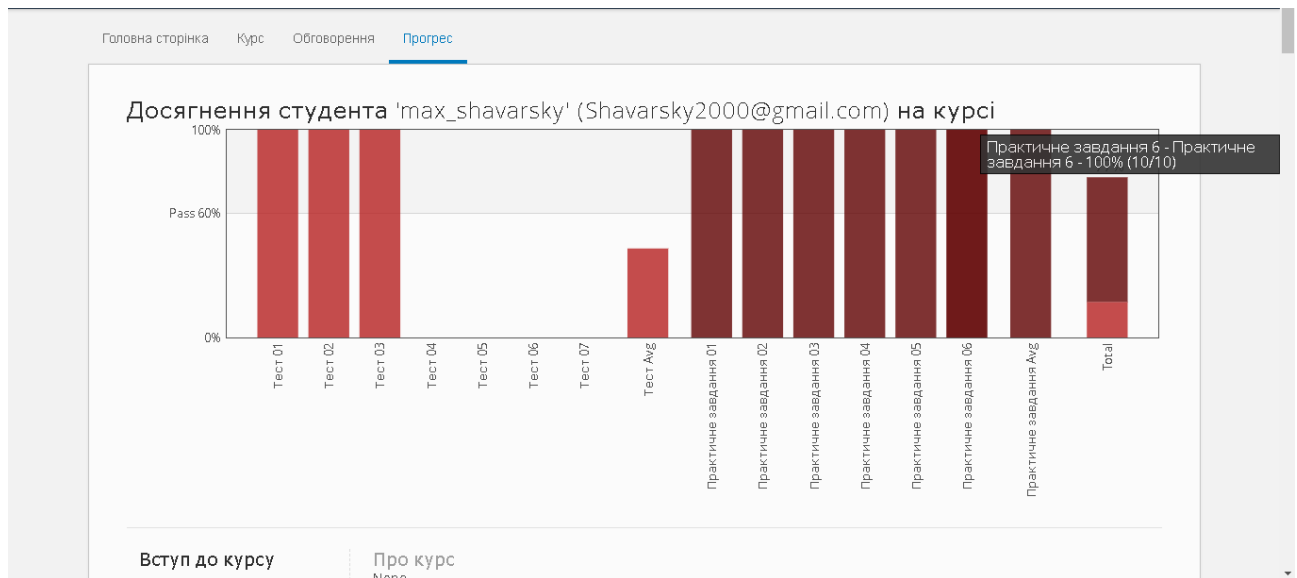 Головна сторінка Курс Обговорення Прогрес
Досягнення студента 'max_shavarsky' (Shavarsky2000@gmail.com) на курсі
100%
Практичне завдання 6 - Практичне
завдання 6 - 100% (10/10)
Pass 60%
0%
Тест 01
Тест 02
Тест 03
Тест 04
Тест 05
Тест 06
Тест 07
Тест Avg
Практичне завдання 01
Практичне завдання 02
Практичне завдання 03
Практичне завдання 04
Практичне завдання 05
Практичне завдання 06
Практичне завдання Avg
Total
Вступ до курсу
Про курс